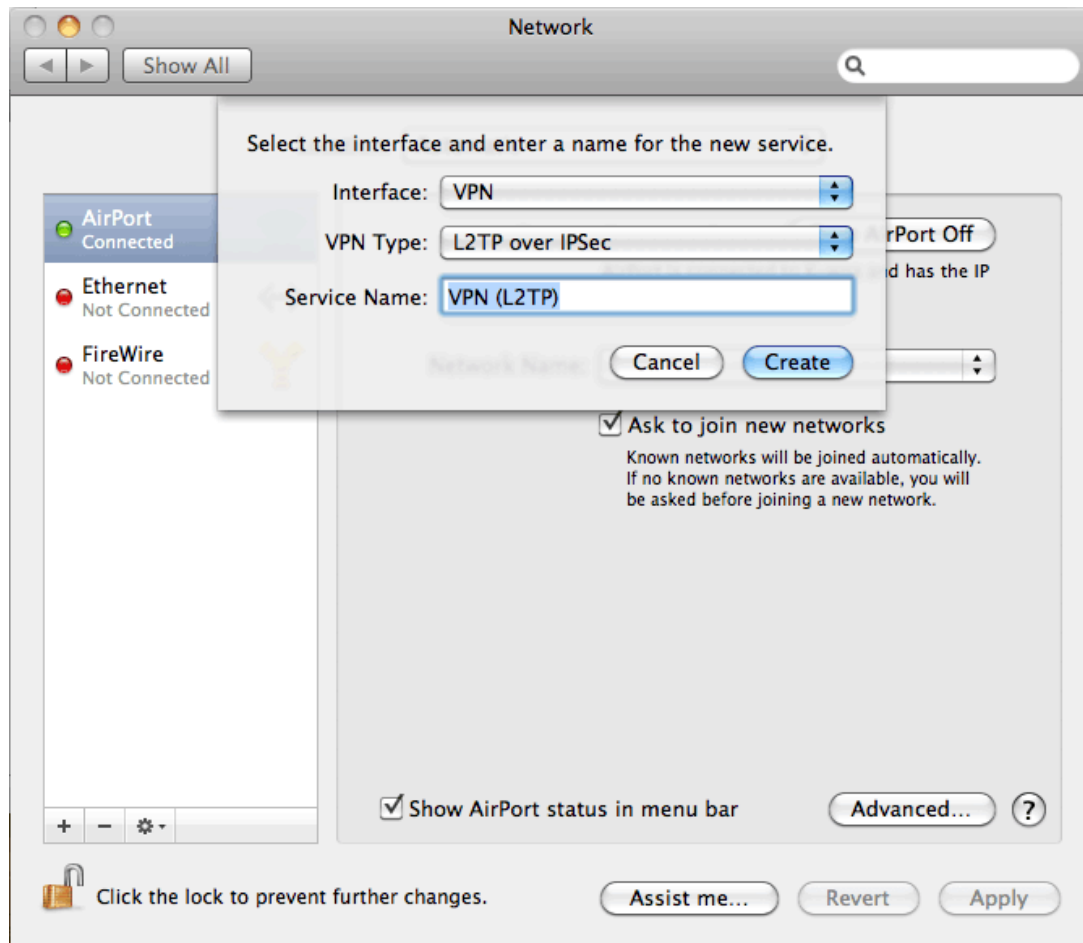 Network
Show All
Select the interface and enter a name for the new service.
Interface: VPN
VPN Type: L2TP over IPSec
Service Name: VPN (L2TP)
Cancel Create
AirPort
Connected
Ethernet
Not Connected
FireWire
Not Connected
rPort Off
d has the IP
Network Name:
Ask to join new networks
Known networks will be joined automatically.
If no known networks are available, you will
be asked before joining a new network.
Show AirPort status in menu bar
Advanced... ?
Click the lock to prevent further changes.
Assist me... Revert Apply